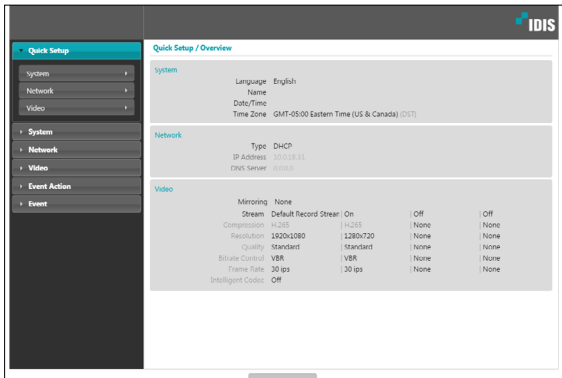 IDIS
Quick Setup
System
Network
Video
System
Network
Video
Event Action
Event
Quick Setup / Overview
System
Language English
Name
Date/Time
Time Zone GMT-05:00 Eastern Time (US & Canada) (DST)
Network
Type DHCP
IP Address
DNS Server
Video
Mirroring None
Stream Default Record Strear | On | Off | Off
Compression H.265 | H.265 | None | None
Resolution 1920x1080 | 1280x720 | None | None
Quality Standard | Standard | None | None
Bitrate Control VBR | VBR | None | None
Frame Rate 30 ips | 30 ips | None | None
Intelligent Codec Off